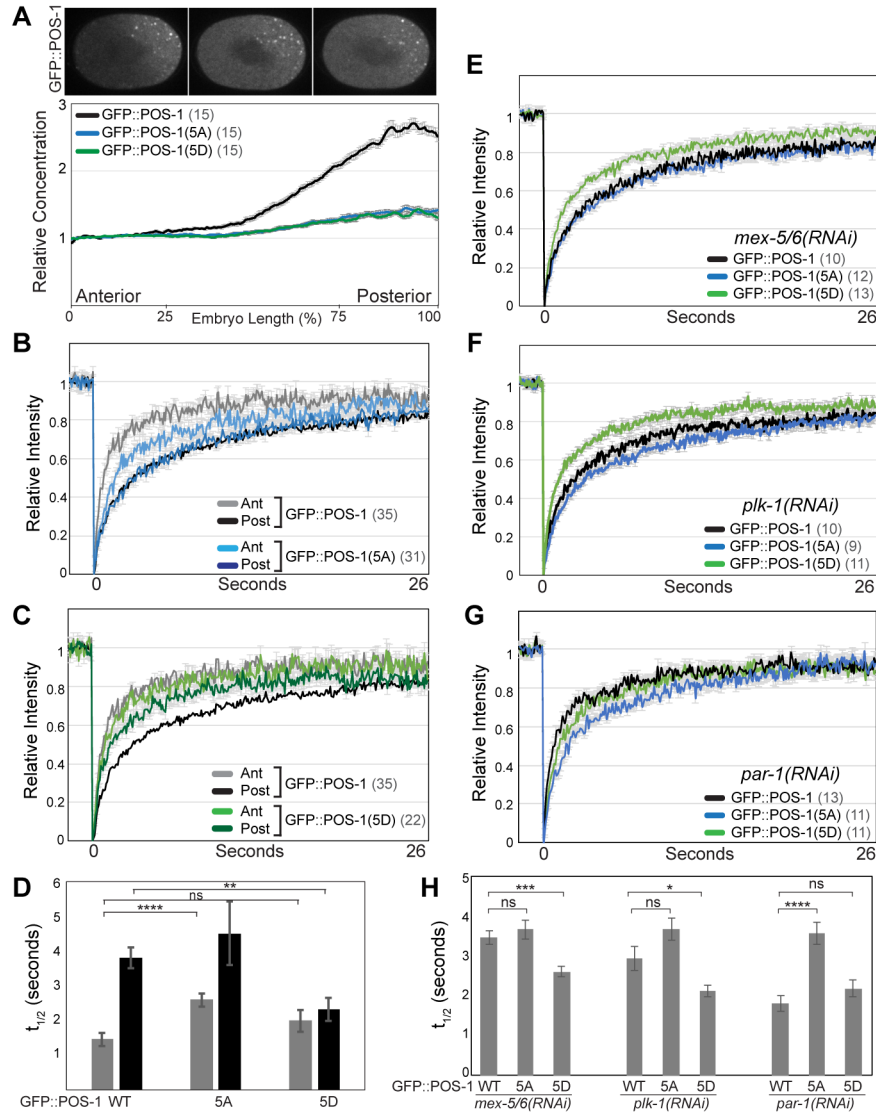 A
GFP::POS-1
Relative Concentration
3
2
1
0
GFP::POS-1 (15)
GFP::POS-1(5A) (15)
GFP::POS-1(5D) (15)
Anterior
Posterior
0
25
Embryo Length (%)
75
100
B
Relative Intensity
1
0.8
0.6
0.4
0.2
0
Ant
Post
GFP::POS-1 (35)
Ant
Post
GFP::POS-1(5A) (31)
0
Seconds
26
C
Relative Intensity
1
0.8
0.6
0.4
0.2
0
Ant
Post
GFP::POS-1 (35)
Ant
Post
GFP::POS-1(5D) (22)
0
Seconds
26
D
t1/2 (seconds)
6
5
4
3
2
1
**
ns
****
GFP::POS-1 WT
5A
5D
E
Relative Intensity
1
0.8
0.6
0.4
0.2
0
mex-5/6(RNAi)
GFP::POS-1 (10)
GFP::POS-1(5A) (12)
GFP::POS-1(5D) (13)
0
Seconds
26
F
Relative Intensity
1
0.8
0.6
0.4
0.2
0
plk-1(RNAi)
GFP::POS-1 (10)
GFP::POS-1(5A) (9)
GFP::POS-1(5D) (11)
0
Seconds
26
G
Relative Intensity
1
0.8
0.6
0.4
0.2
0
par-1(RNAi)
GFP::POS-1 (13)
GFP::POS-1(5A) (11)
GFP::POS-1(5D) (11)
0
Seconds
26
H
t1/2 (seconds)
5
4
3
2
1
0
***
ns
*
ns
ns
****
GFP::POS-1 WT 5A 5D WT 5A 5D WT 5A 5D
mex-5/6(RNAi) plk-1(RNAi) par-1(RNAi)